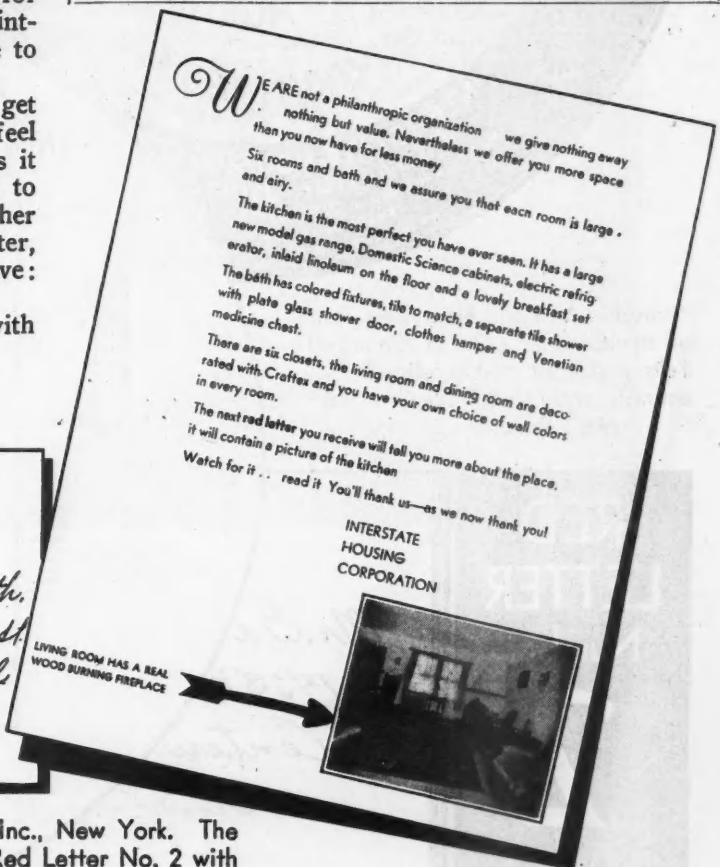 int-
to
get
feel
s it
to
her
ter,
ve:
vith
WE ARE not a philanthropic organization we give nothing away
nothing but value. Nevertheless we offer you more space
than you now have for less money
Six rooms and bath and we assure you that each room is large .
and airy.
The kitchen is the most perfect you have ever seen. It has a large
new model gas range, Domestic Science cabinets, electric refrig-
erator, inlaid linoleum on the floor and a lovely breakfast set
The bath has colored fixtures, tile to match, a separate tile shower
with plate glass shower door, clothes hamper and Venetian
medicine chest.
There are six closets, the living room and dining room are deco-
rated with Craftex and you have your own choice of wall colors
in every room.
The next red letter you receive will tell you more about the place.
it will contain a picture of the kitchen
Watch for it . . read it You'll thank us—as we now thank you!
INTERSTATE
HOUSING
CORPORATION
LIVING ROOM HAS A REAL
WOOD BURNING FIREPLACE
th.
st.
inc., New York. The
Red Letter No. 2 with